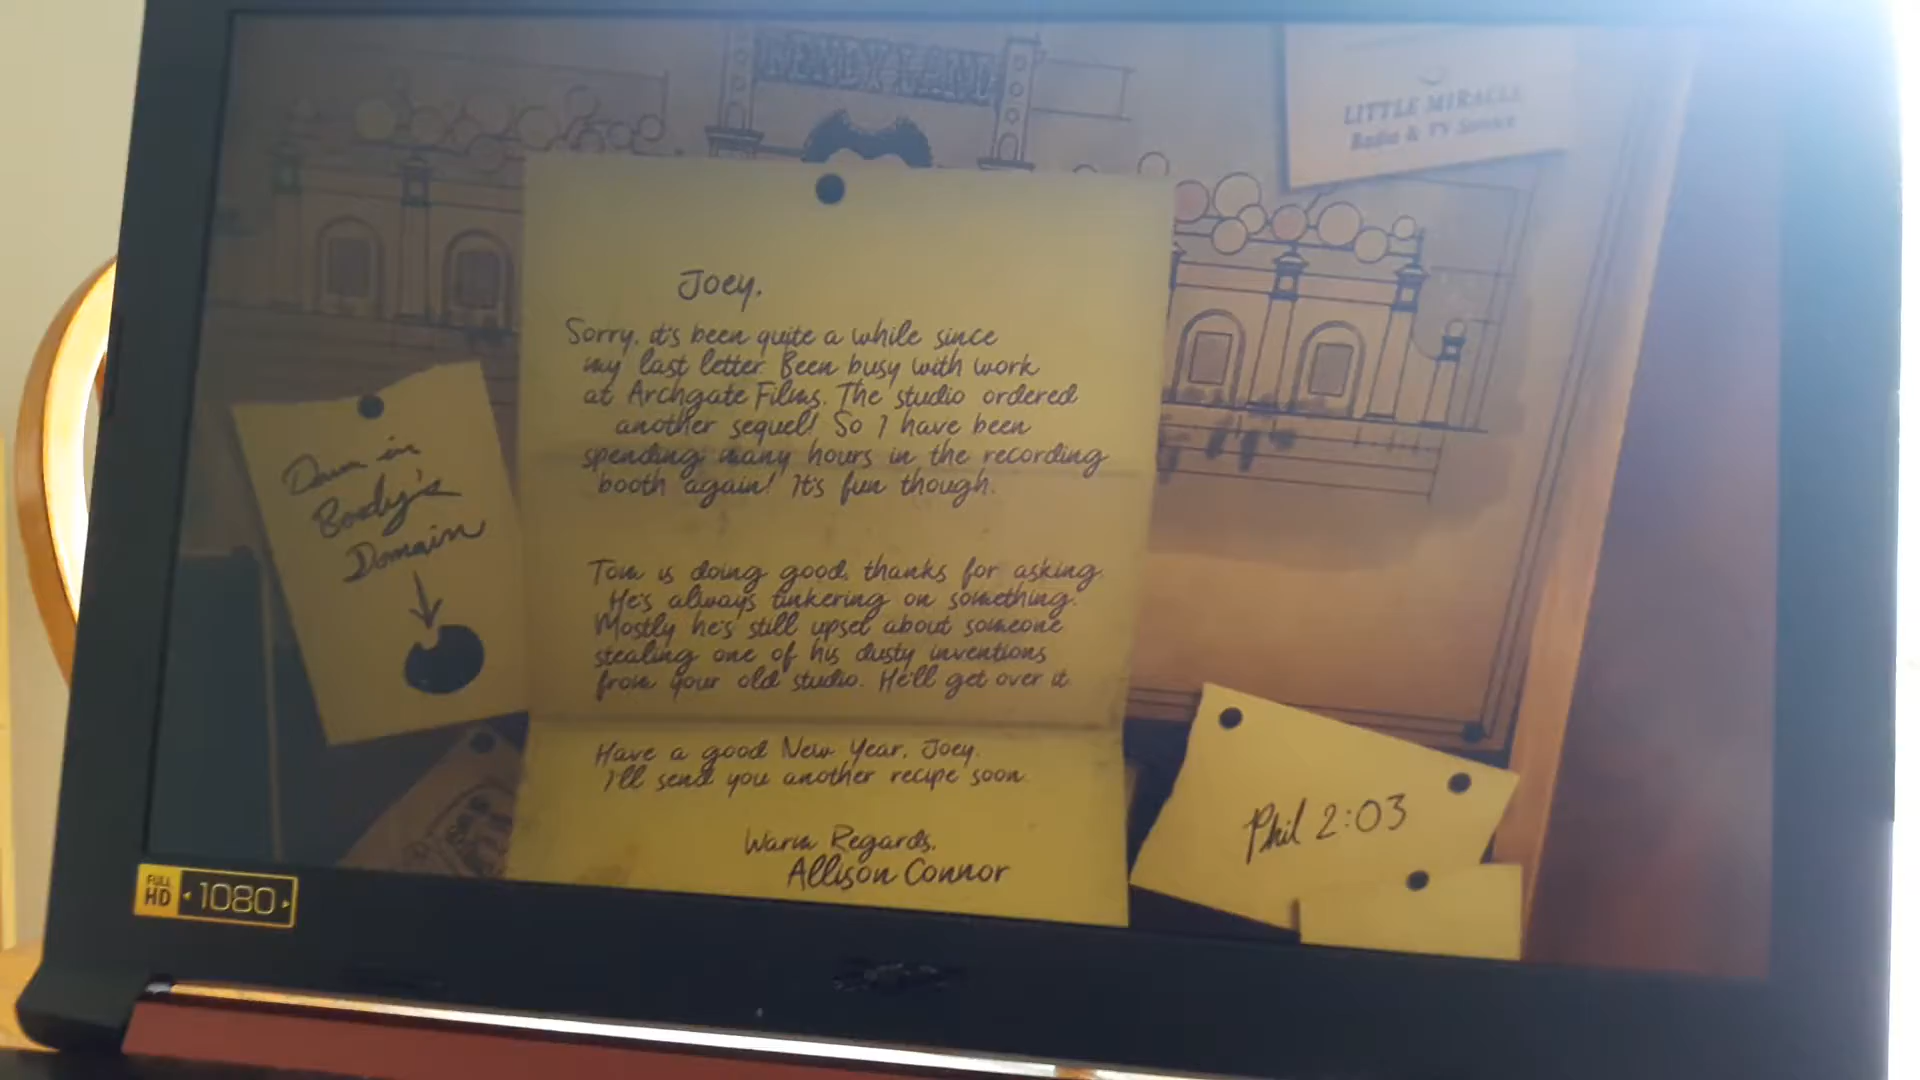 BENDY LAND
LITTLE MIRACLE
Radio & TV Service
Joey,
Sorry, it's been quite a while since
my last letter. Been busy with work
at Archgate Films. The studio ordered
another sequel! So I have been
spending many hours in the recording
booth again! It's fun though.
Tom is doing good, thanks for asking.
He's always tinkering on something.
Mostly he's still upset about someone
stealing one of his dusty inventions
from your old studio. He'll get over it.
Have a good New Year, Joey.
I'll send you another recipe soon.
Warm Regards,
Allison Connor
Down in
Domain
Phil 2:03
FULL HD 1080